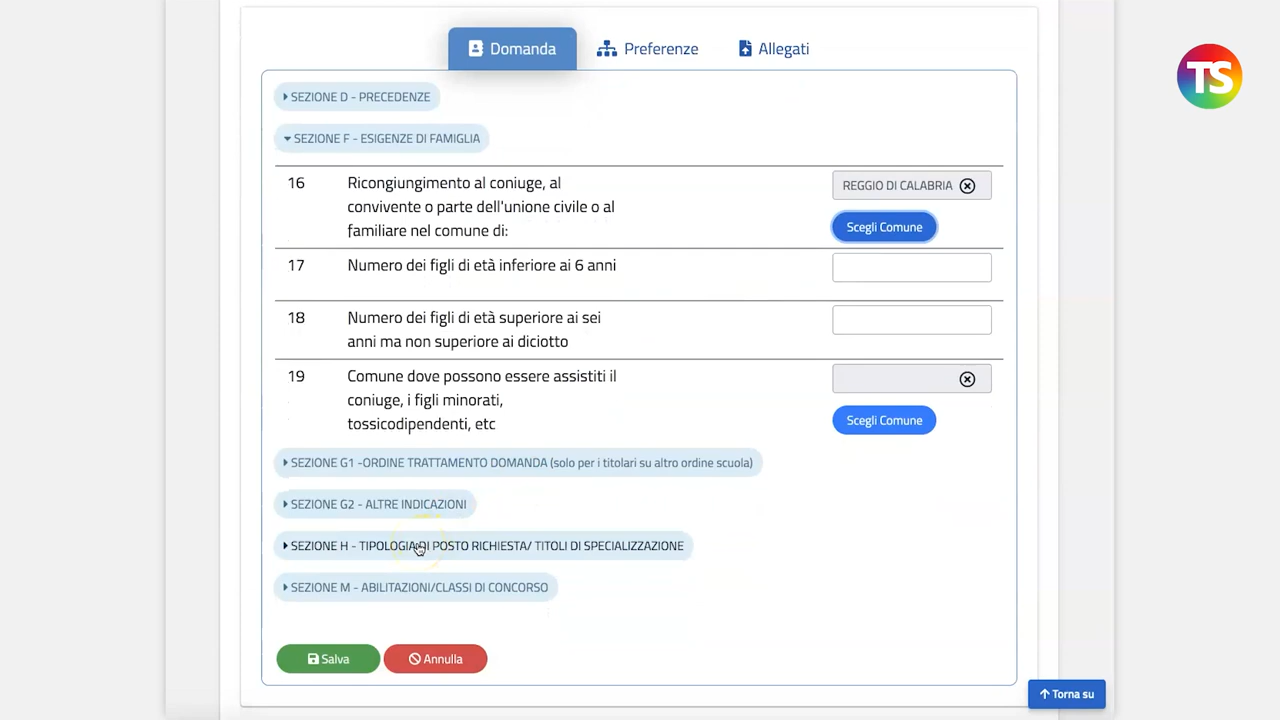 Domanda
Preferenze
Allegati
TS
SEZIONE D - PRECEDENZE
SEZIONE F - ESIGENZE DI FAMIGLIA
16 Ricongiungimento al coniuge, al
convivente o parte dell'unione civile o al
familiare nel comune di:
REGGIO DI CALABRIA
Scegli Comune
17 Numero dei figli di età inferiore ai 6 anni
18 Numero dei figli di età superiore ai sei
anni ma non superiore ai diciotto
19 Comune dove possono essere assistiti il
coniuge, i figli minorati,
tossicodipendenti, etc
Scegli Comune
SEZIONE G1 -ORDINE TRATTAMENTO DOMANDA (solo per i titolari su altro ordine scuola)
SEZIONE G2 - ALTRE INDICAZIONI
SEZIONE H - TIPOLOGIA DI POSTO RICHIESTA/ TITOLI DI SPECIALIZZAZIONE
SEZIONE M - ABILITAZIONI/CLASSI DI CONCORSO
Salva
Annulla
Torna su